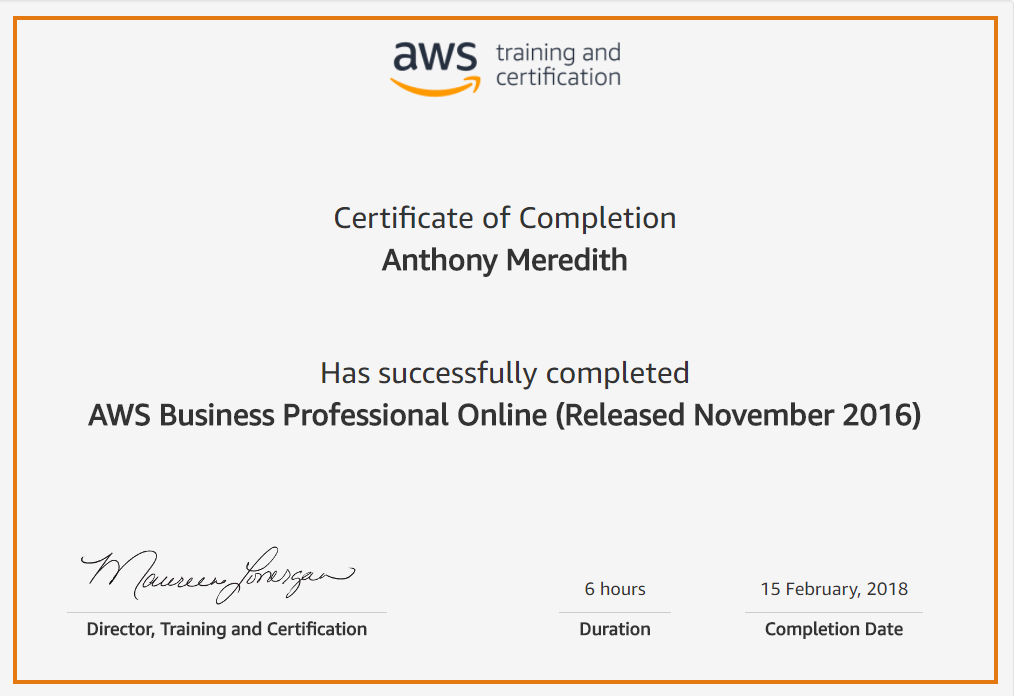 aws training and
certification
Certificate of Completion
Anthony Meredith
Has successfully completed
AWS Business Professional Online (Released November 2016)
Maureen Lonergan
6 hours
15 February, 2018
Director, Training and Certification
Duration
Completion Date